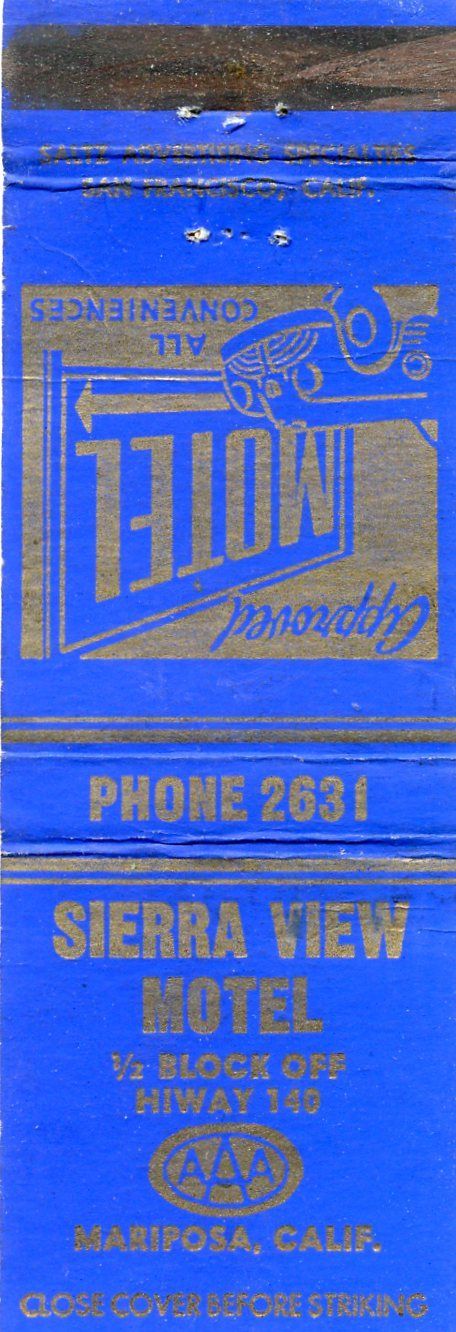 SALTZ ADVERTISING SPECIALTIES
SAN FRANCISCO, CALIF.
Approved
MOTEL
ALL
CONVENIENCES
PHONE 2631
SIERRA VIEW
MOTEL
1/2 BLOCK OFF
HIWAY 140
AAA
MARIPOSA, CALIF.
CLOSE COVER BEFORE STRIKING